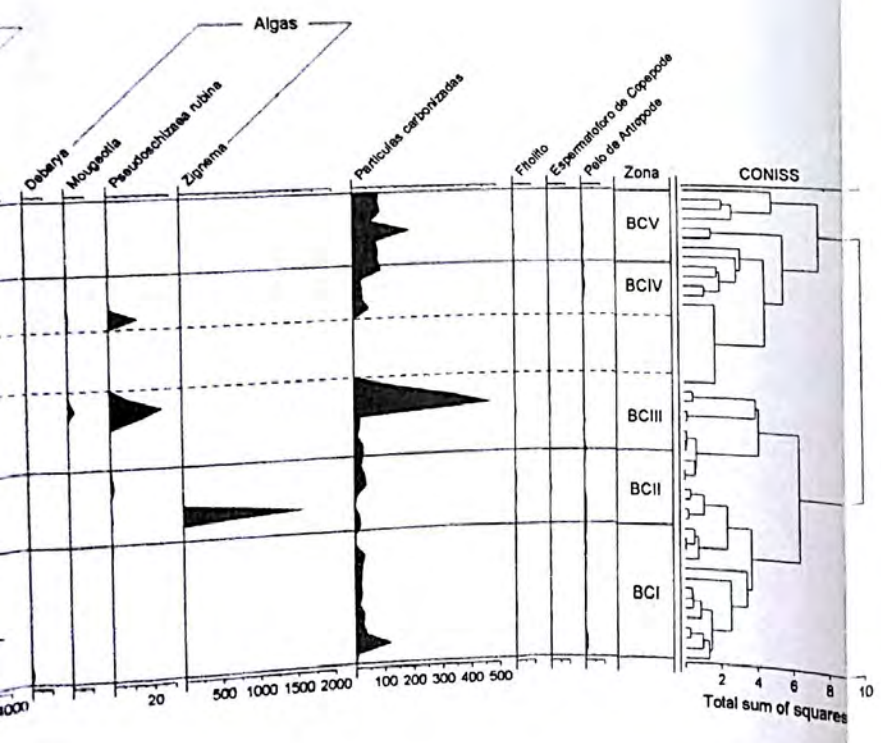 Algas
Debarya
Mougeotia
Pseudoschizaea rubina
Zignema
Partículas carbonizadas
Fitolito
Espermatoforo de Copepode
Pelo de Artropode
Zona
CONISS
BCV
BCIV
BCIII
BCII
BCI
4000
20
500 1000 1500 2000
100 200 300 400 500
2 4 6 8 10
Total sum of squares